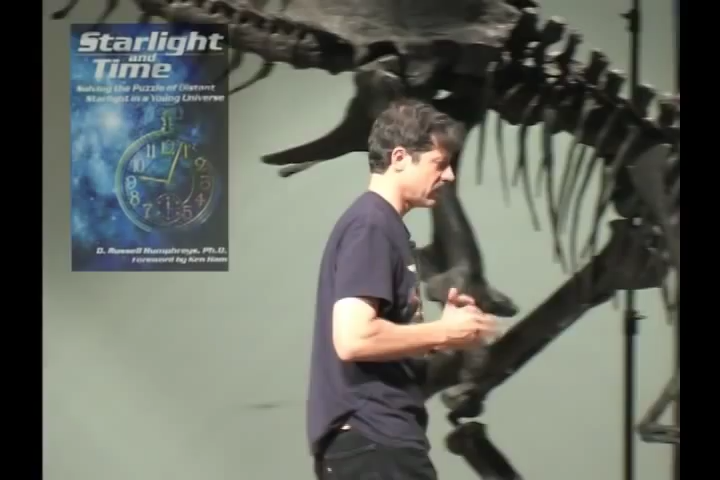 Starlight
and
Time
Solving the Puzzle of Distant
Starlight in a Young Universe
D. Russell Humphreys, Ph.D.
Foreword by Ken Ham